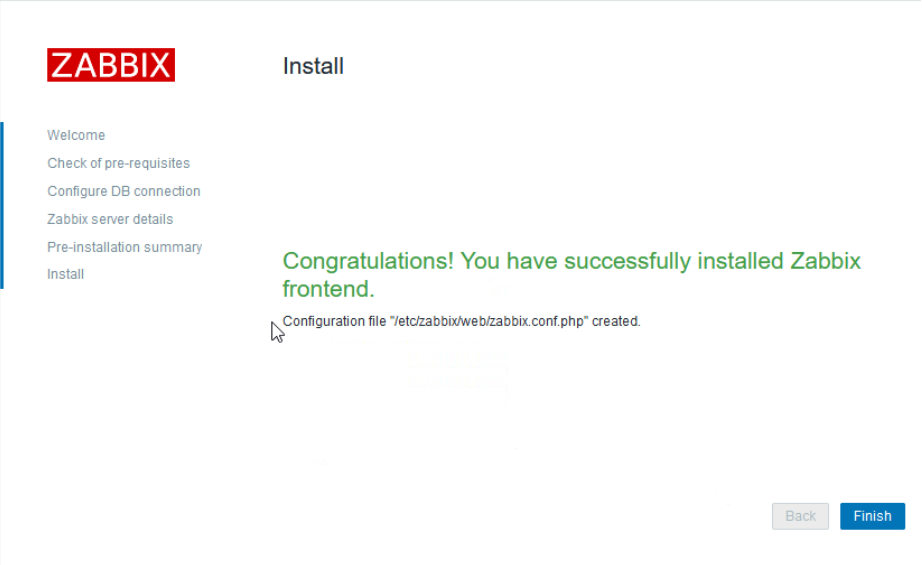 ZABBIX
Install
Welcome
Check of pre-requisites
Configure DB connection
Zabbix server details
Pre-installation summary
Install
Congratulations! You have successfully installed Zabbix
frontend.
Configuration file "/etc/zabbix/web/zabbix.conf.php" created.
Back
Finish